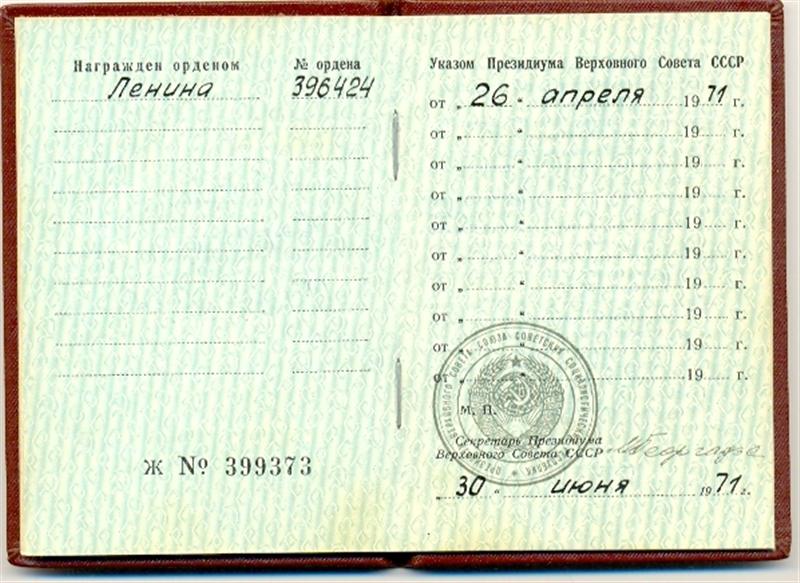 Награжден орденом № ордена
Ленина 396424
Ж № 399373
Указом Президиума Верховного Совета СССР
от „ 26 “ апреля 1971 г.
от „ “ 19 г.
от „ “ 19 г.
от „ “ 19 г.
от „ “ 19 г.
от „ “ 19 г.
от „ “ 19 г.
от „ “ 19 г.
от „ “ 19 г.
от „ “ 19 г.
М. П.
Секретарь Президиума
Верховного Совета СССР
М Георгадзе
„ 30 “ июня 1971 г.